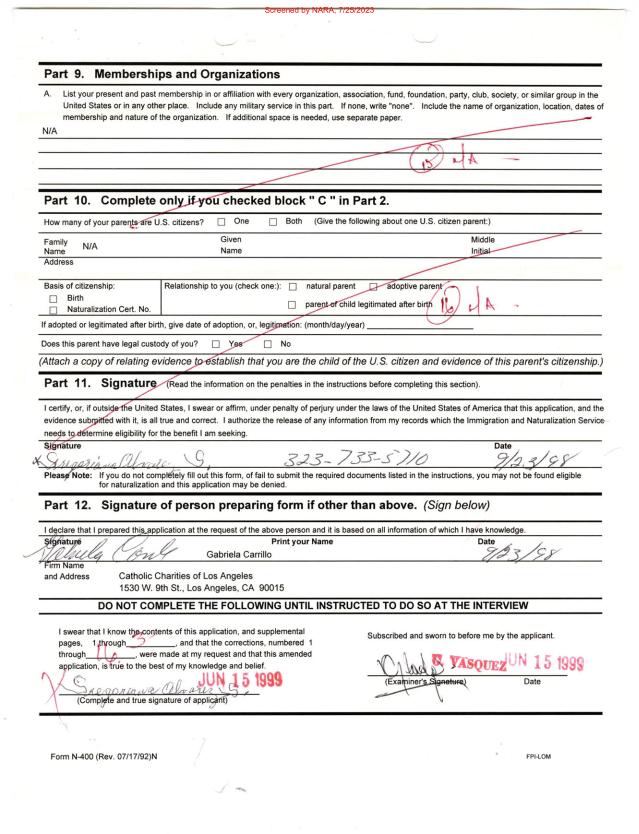 Screened by NARA, 7/25/2023
Part 9. Memberships and Organizations
A. List your present and past membership in or affiliation with every organization, association, fund, foundation, party, club, society, or similar group in the
United States or in any other place. Include any military service in this part. If none, write "none". Include the name of organization, location, dates of
membership and nature of the organization. If additional space is needed, use separate paper.
N/A
15 N/A -
Part 10. Complete only if you checked block " C " in Part 2.
How many of your parents are U.S. citizens? ☐ One ☐ Both (Give the following about one U.S. citizen parent:)
Family Name N/A Given Name Middle Initial
Address
Basis of citizenship: Relationship to you (check one:): ☐ natural parent ☐ adoptive parent
☐ Birth
☐ Naturalization Cert. No. ☐ parent of child legitimated after birth 16 N/A -
If adopted or legitimated after birth, give date of adoption, or, legitimation: (month/day/year)
Does this parent have legal custody of you? ☐ Yes ☐ No
(Attach a copy of relating evidence to establish that you are the child of the U.S. citizen and evidence of this parent's citizenship.)
Part 11. Signature (Read the information on the penalties in the instructions before completing this section).
I certify, or, if outside the United States, I swear or affirm, under penalty of perjury under the laws of the United States of America that this application, and the
evidence submitted with it, is all true and correct. I authorize the release of any information from my records which the Immigration and Naturalization Service
needs to determine eligibility for the benefit I am seeking.
Signature Date
Gregoriana Alvarez S. 323-733-5710 9/23/98
Please Note: If you do not completely fill out this form, of fail to submit the required documents listed in the instructions, you may not be found eligible
for naturalization and this application may be denied.
Part 12. Signature of person preparing form if other than above. (Sign below)
I declare that I prepared this application at the request of the above person and it is based on all information of which I have knowledge.
Signature Print your Name Date
Gabriela Carrillo 9/23/98
Firm Name
and Address Catholic Charities of Los Angeles
1530 W. 9th St., Los Angeles, CA 90015
DO NOT COMPLETE THE FOLLOWING UNTIL INSTRUCTED TO DO SO AT THE INTERVIEW
I swear that I know the contents of this application, and supplemental
pages, 1 through 3, and that the corrections, numbered 1
through 16, were made at my request and that this amended
application, is true to the best of my knowledge and belief.
JUN 15 1999
Gregoriana Alvarez S.
(Complete and true signature of applicant)
Subscribed and sworn to before me by the applicant.
VASQUEZ JUN 15 1999
(Examiner's Signature) Date
Form N-400 (Rev. 07/17/92)N FPI-LOM